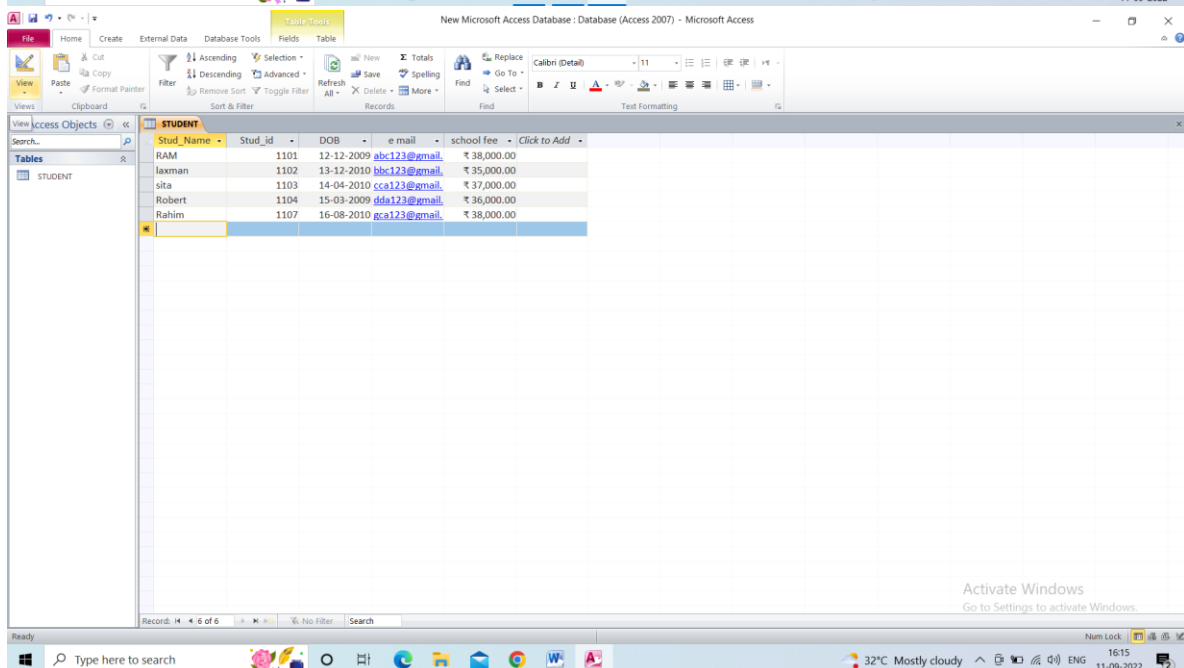 New Microsoft Access Database : Database (Access 2007) - Microsoft Access
Table Tools
File Home Create External Data Database Tools Fields Table
View
Paste
Cut
Copy
Format Painter
Filter
Ascending
Descending
Remove Sort
Selection
Advanced
Toggle Filter
Refresh All
New
Save
Delete
Totals
Spelling
More
Find
Replace
Go To
Select
Calibri (Detail) 11
B I U A
Views Clipboard Sort & Filter Records Find Text Formatting
View Access Objects
STUDENT
Search...
Tables
STUDENT
Stud_Name Stud_id DOB e mail school fee Click to Add
RAM 1101 12-12-2009 abc123@gmail. ₹ 38,000.00
laxman 1102 13-12-2010 bbc123@gmail. ₹ 35,000.00
sita 1103 14-04-2010 cca123@gmail. ₹ 37,000.00
Robert 1104 15-03-2009 dda123@gmail. ₹ 36,000.00
Rahim 1107 16-08-2010 gca123@gmail. ₹ 38,000.00
Activate Windows
Go to Settings to activate Windows.
Record: 6 of 6 No Filter Search
Ready Num Lock
Type here to search
32°C Mostly cloudy ENG 16:15
11-09-2022